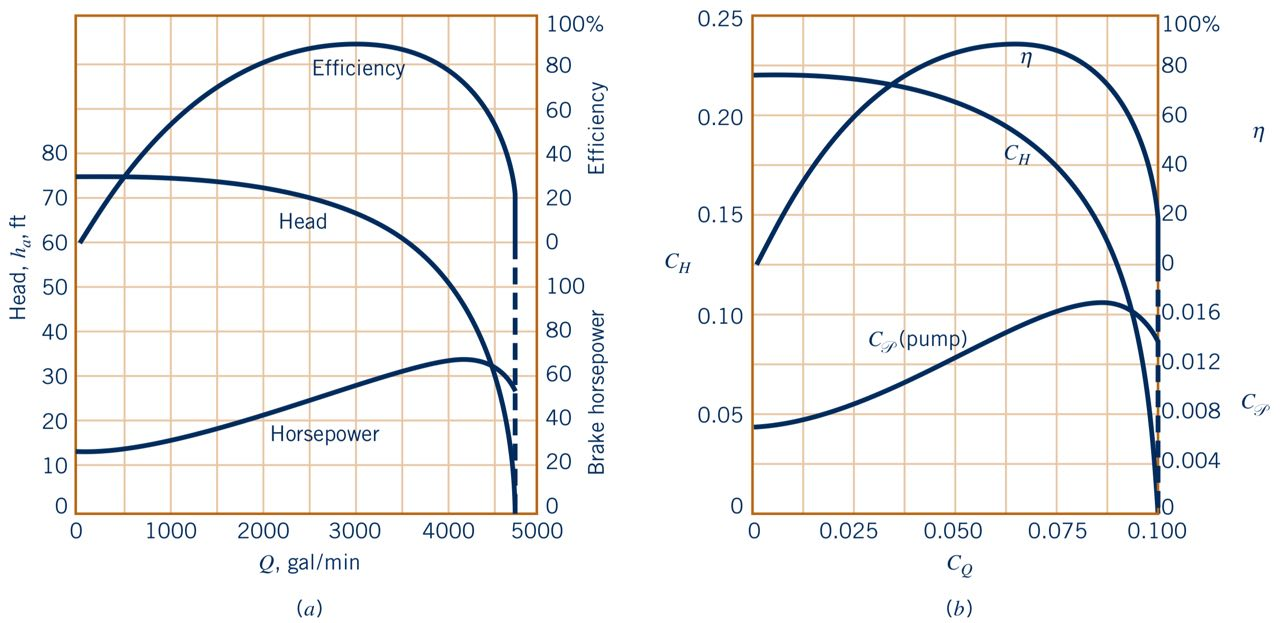 100%
80
60
40
20
0
Efficiency
Efficiency
80
70
60
50
40
30
20
10
0
Head, hₐ, ft
Head
100
80
60
40
20
0
Brake horsepower
Horsepower
0 1000 2000 3000 4000 5000
Q, gal/min
(a)
0.25
0.20
0.15
0.10
0.05
0
C_H
100%
80
60
40
20
0
η
η
C_H
C_𝒫 (pump)
0.016
0.012
0.008
0.004
0
C_𝒫
0 0.025 0.050 0.075 0.100
C_Q
(b)